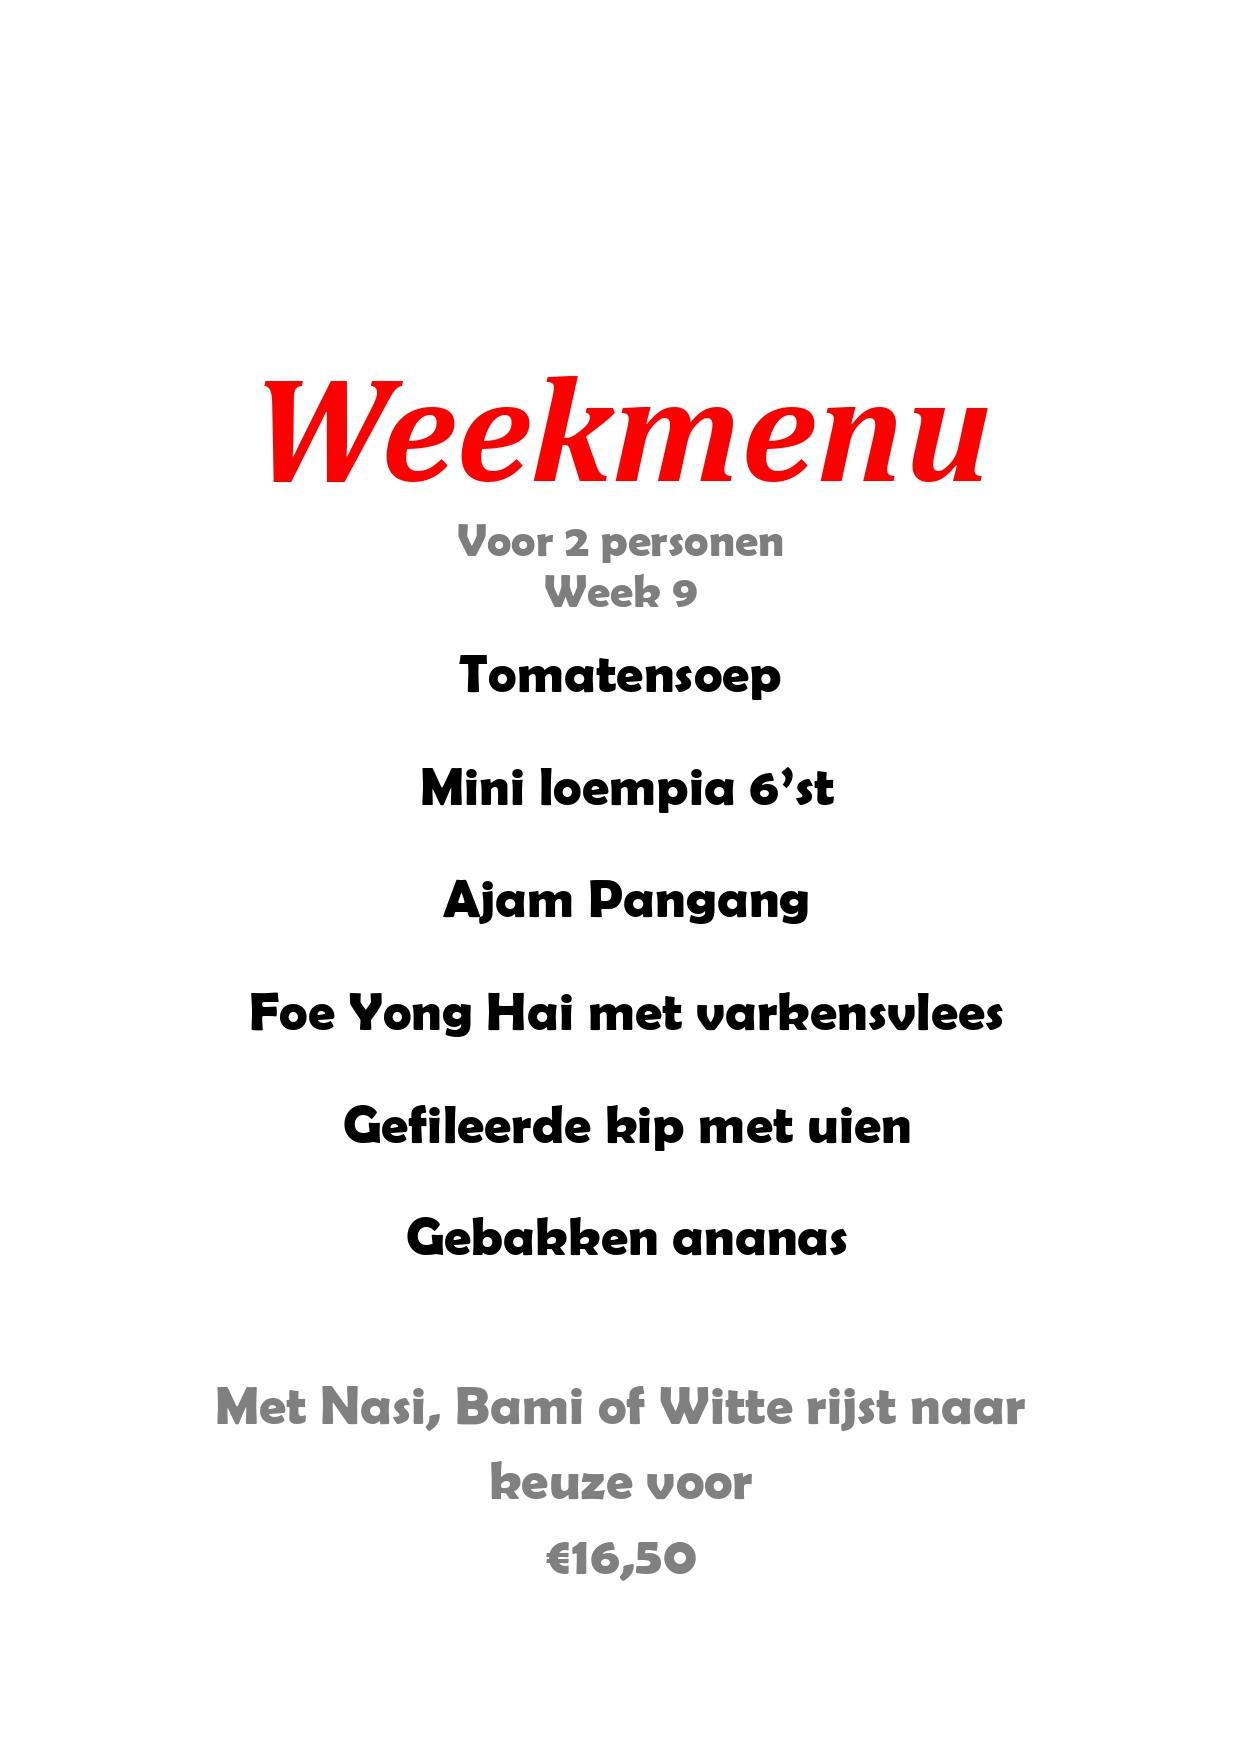 Weekmenu
Voor 2 personen
Week 9
Tomatensoep
Mini loempia 6’st
Ajam Pangang
Foe Yong Hai met varkensvlees
Gefileerde kip met uien
Gebakken ananas
Met Nasi, Bami of Witte rijst naar
keuze voor
€16,50